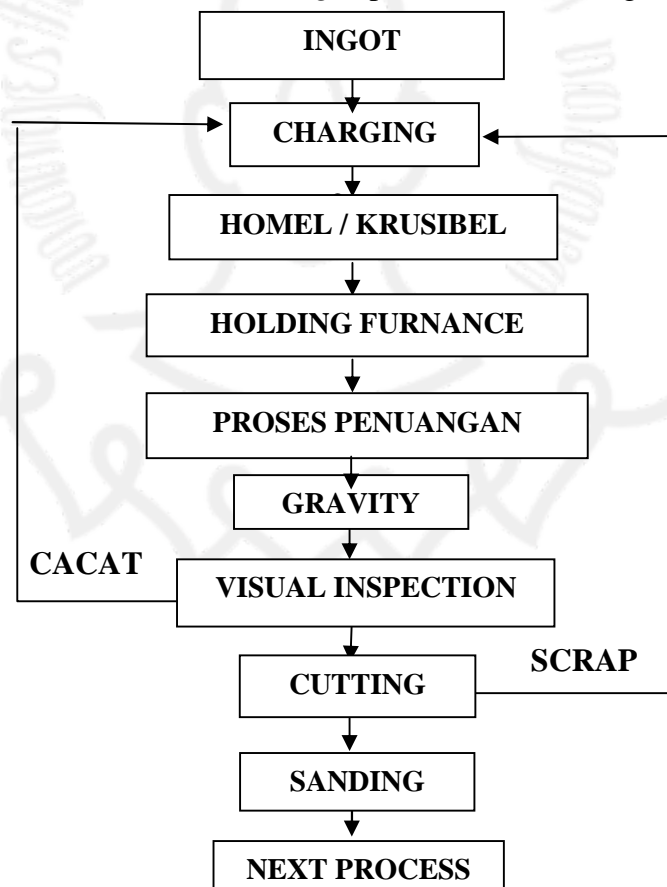 INGOT
CHARGING
HOMEL / KRUSIBEL
HOLDING FURNANCE
PROSES PENUANGAN
GRAVITY
CACAT
VISUAL INSPECTION
SCRAP
CUTTING
SANDING
NEXT PROCESS